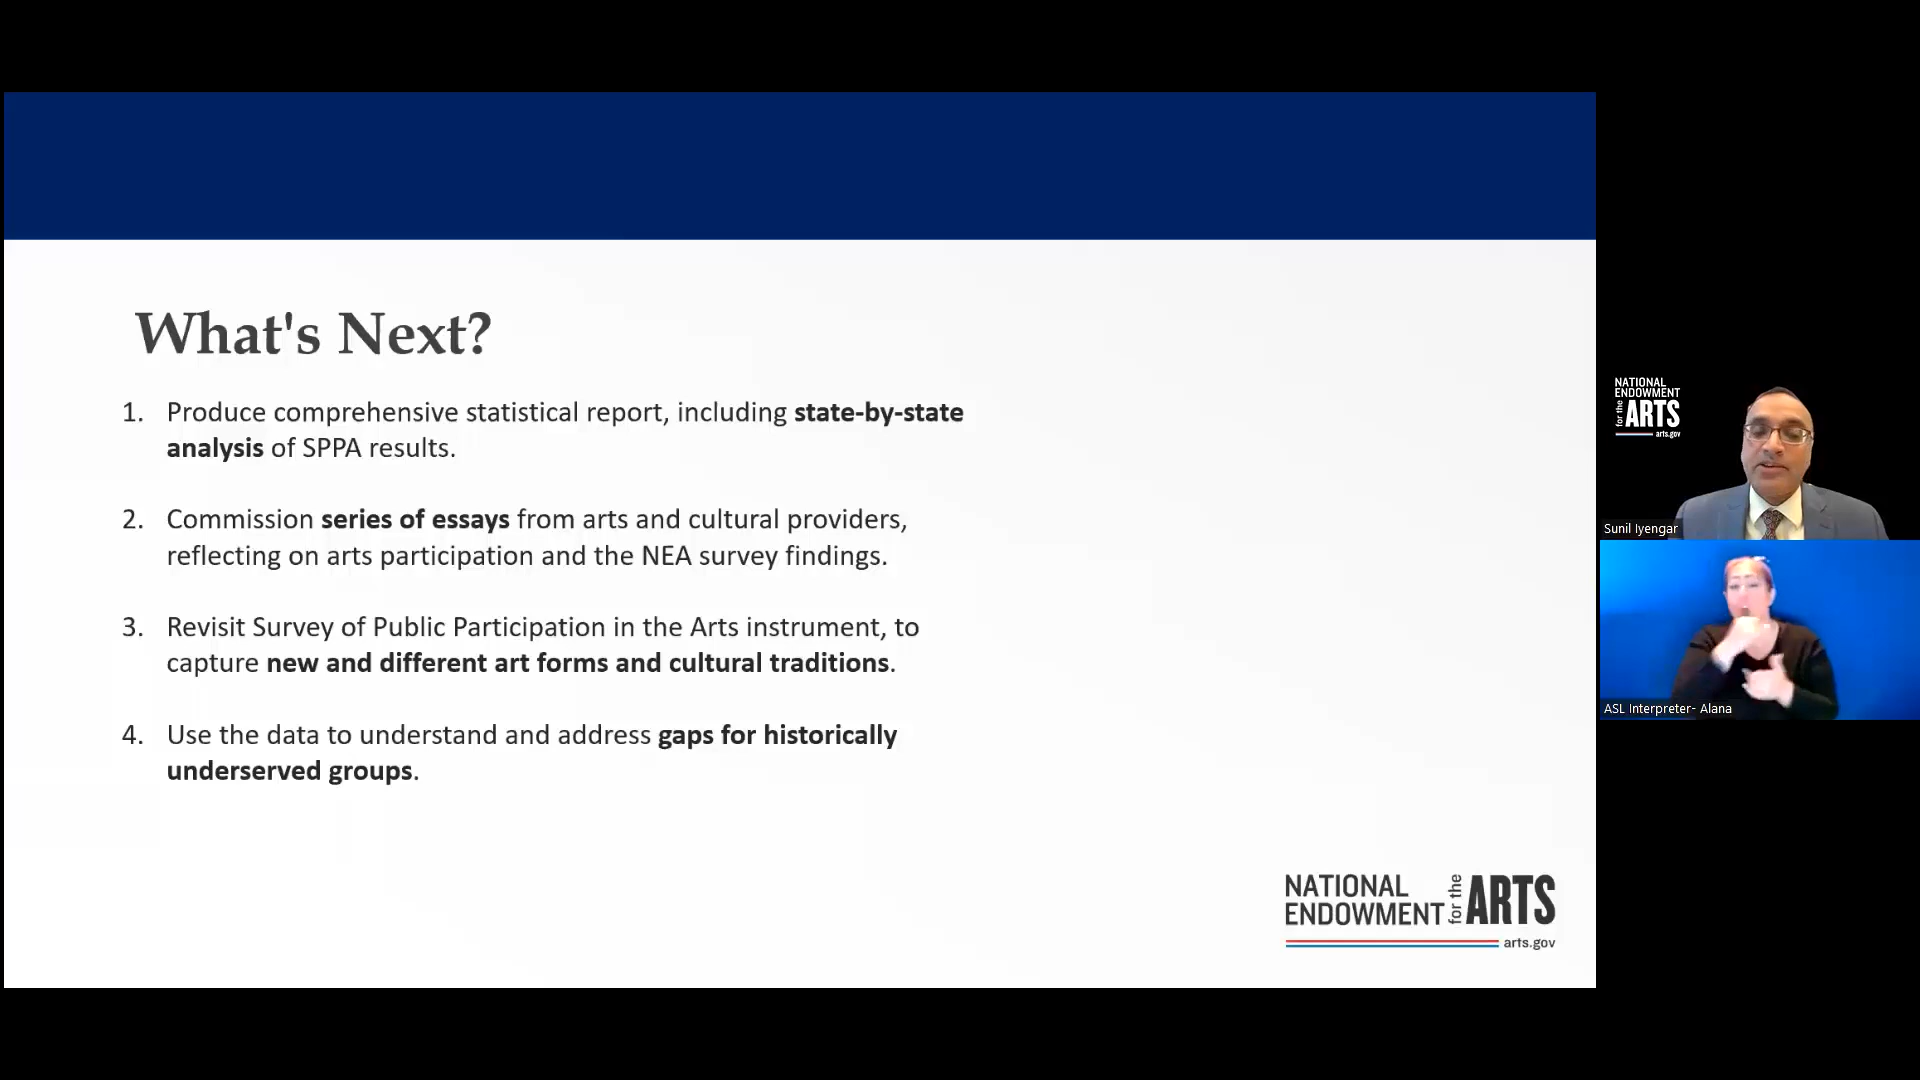 What's Next?
1. Produce comprehensive statistical report, including state-by-state
analysis of SPPA results.
2. Commission series of essays from arts and cultural providers,
reflecting on arts participation and the NEA survey findings.
3. Revisit Survey of Public Participation in the Arts instrument, to
capture new and different art forms and cultural traditions.
4. Use the data to understand and address gaps for historically
underserved groups.
NATIONAL
ENDOWMENT
for the
ARTS
arts.gov
NATIONAL
ENDOWMENT
for the
ARTS
arts.gov
Sunil Iyengar
ASL Interpreter- Alana